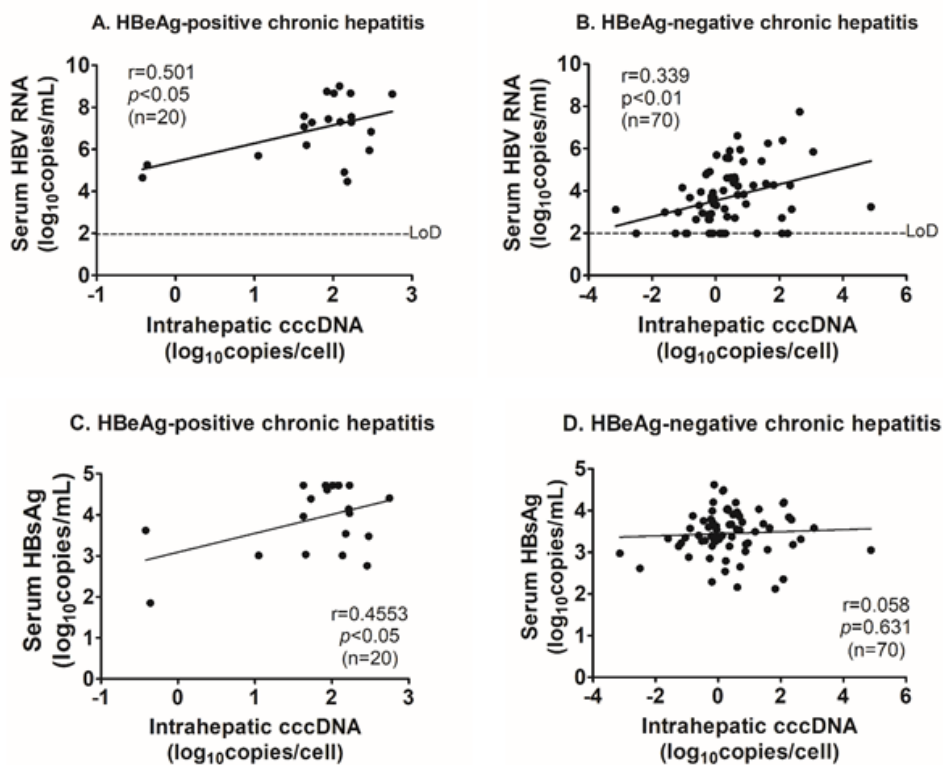 A. HBeAg-positive chronic hepatitis
Serum HBV RNA
(log₁₀copies/mL)
10
8
6
4
2
0
r=0.501
p<0.05
(n=20)
LoD
-1
0
1
2
3
Intrahepatic cccDNA
(log₁₀copies/cell)
B. HBeAg-negative chronic hepatitis
Serum HBV RNA
(log₁₀copies/ml)
10
8
6
4
2
0
r=0.339
p<0.01
(n=70)
LoD
-4
-2
0
2
4
6
Intrahepatic cccDNA
(log₁₀copies/cell)
C. HBeAg-positive chronic hepatitis
Serum HBsAg
(log₁₀copies/mL)
5
4
3
2
1
0
r=0.4553
p<0.05
(n=20)
-1
0
1
2
3
Intrahepatic cccDNA
(log₁₀copies/cell)
D. HBeAg-negative chronic hepatitis
Serum HBsAg
(log₁₀copies/mL)
5
4
3
2
1
0
r=0.058
p=0.631
(n=70)
-4
-2
0
2
4
6
Intrahepatic cccDNA
(log₁₀copies/cell)